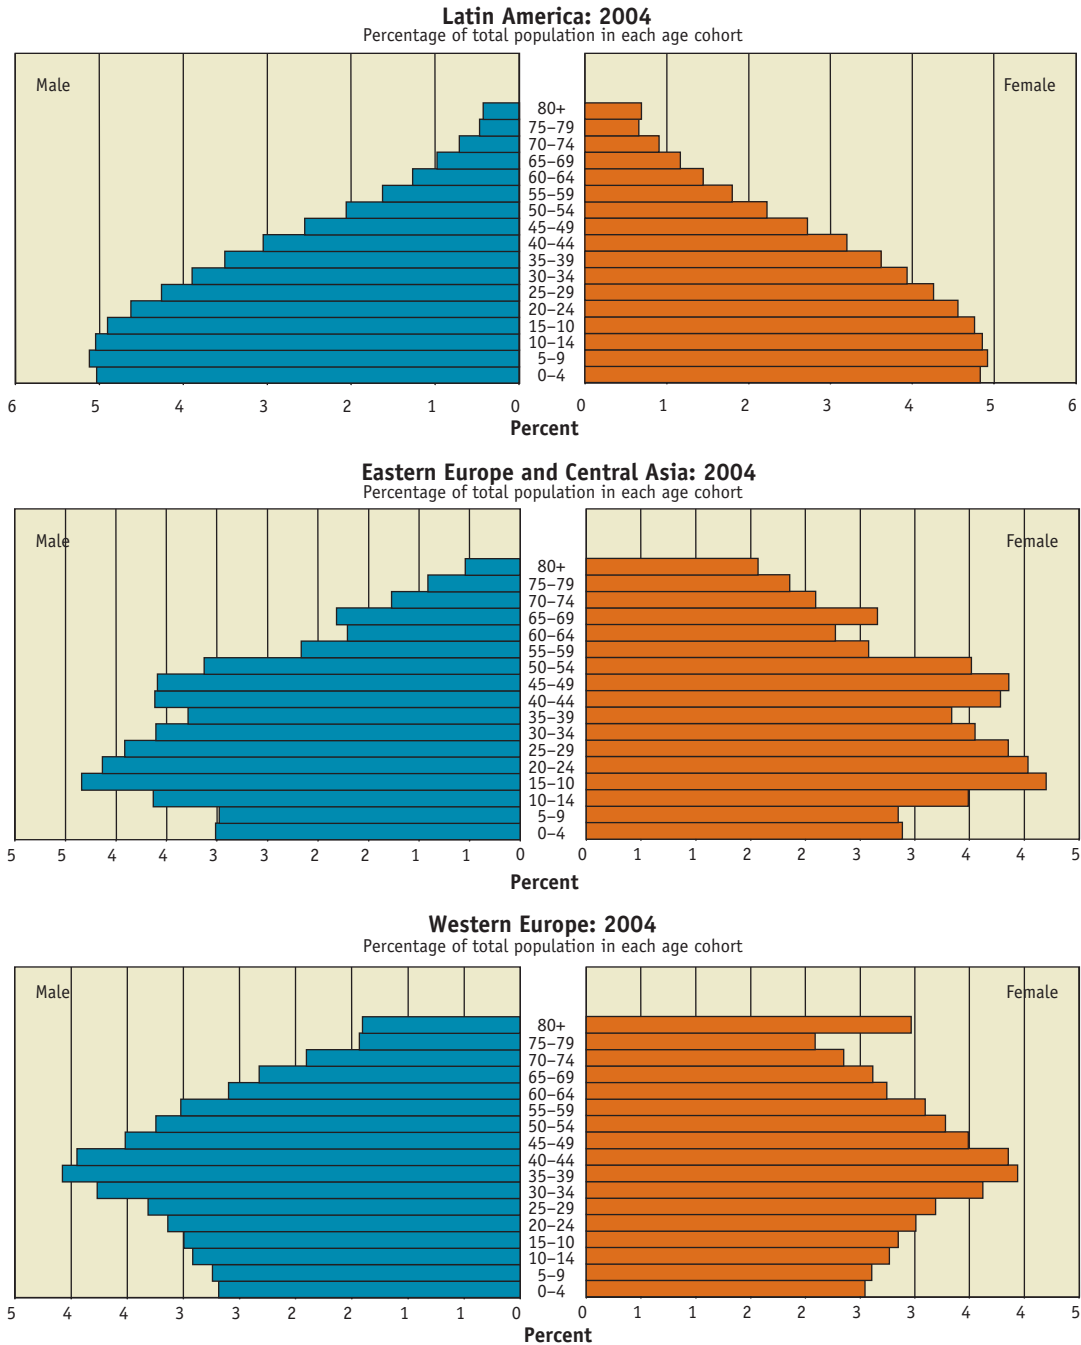 Latin America: 2004
Percentage of total population in each age cohort
Male
Female
80+
75–79
70–74
65–69
60–64
55–59
50–54
45–49
40–44
35–39
30–34
25–29
20–24
15–10
10–14
5–9
0–4
6 5 4 3 2 1 0 0 1 2 3 4 5 6
Percent
Eastern Europe and Central Asia: 2004
Percentage of total population in each age cohort
Male
Female
80+
75–79
70–74
65–69
60–64
55–59
50–54
45–49
40–44
35–39
30–34
25–29
20–24
15–10
10–14
5–9
0–4
5 5 4 4 3 3 2 2 1 1 0 0 1 1 2 2 3 3 4 4 5
Percent
Western Europe: 2004
Percentage of total population in each age cohort
Male
Female
80+
75–79
70–74
65–69
60–64
55–59
50–54
45–49
40–44
35–39
30–34
25–29
20–24
15–10
10–14
5–9
0–4
5 4 4 3 3 2 2 1 1 0 0 1 1 2 2 3 3 4 4 5
Percent